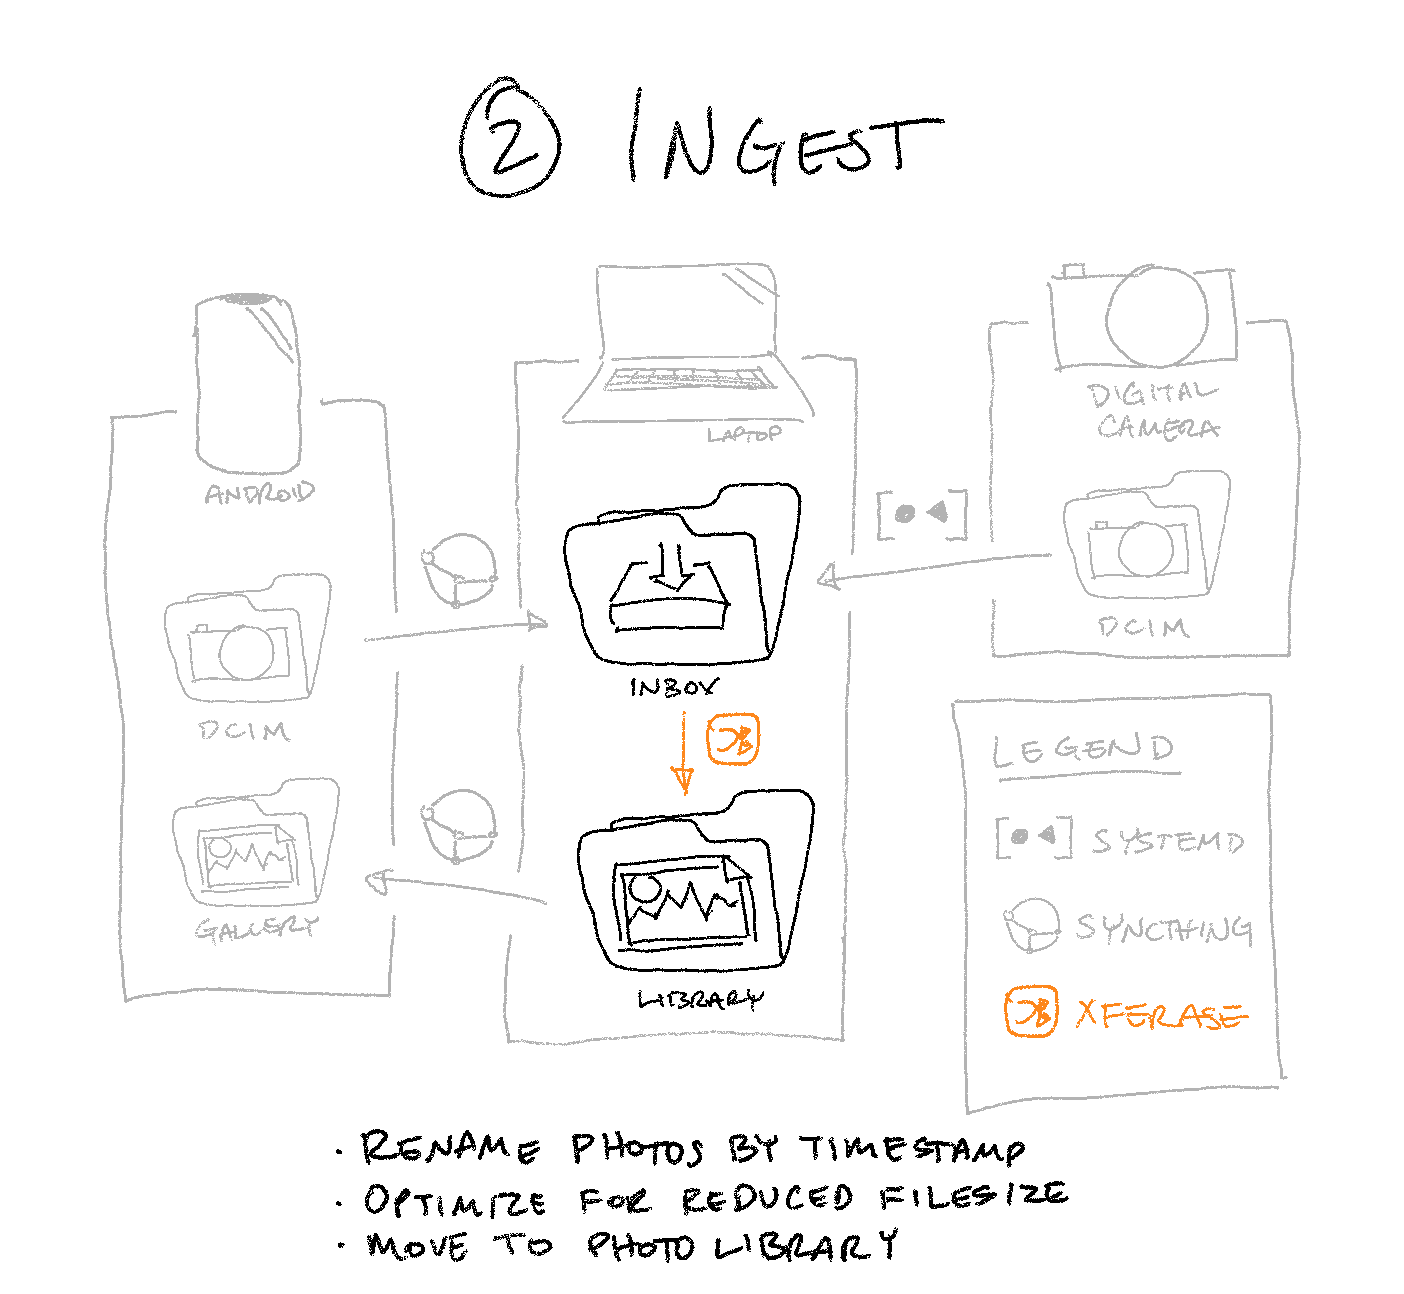 2 INGEST
ANDROID
DCIM
GALLERY
LAPTOP
INBOX
LIBRARY
DIGITAL
CAMERA
DCIM
LEGEND
SYSTEMD
SYNCTHING
XFERASE
· RENAME PHOTOS BY TIMESTAMP
· OPTIMIZE FOR REDUCED FILESIZE
· MOVE TO PHOTO LIBRARY